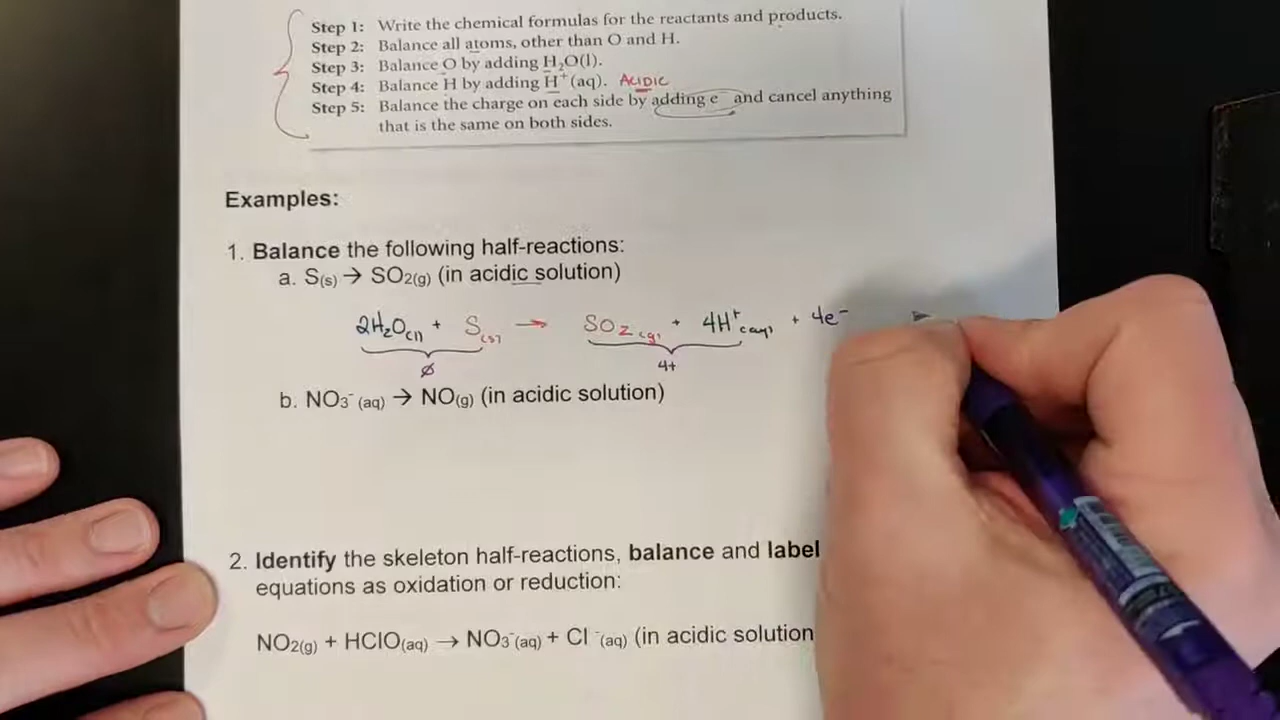 Step 1: Write the chemical formulas for the reactants and products.
Step 2: Balance all atoms, other than O and H.
Step 3: Balance O by adding H₂O(l).
Step 4: Balance H by adding H⁺(aq). ACIDIC
Step 5: Balance the charge on each side by adding e⁻ and cancel anything
that is the same on both sides.
Examples:
1. Balance the following half-reactions:
a. S(s) → SO2(g) (in acidic solution)
2H₂O(l) + S(s) → SO2(g) + 4H⁺(aq) + 4e⁻
∅ 4+
b. NO3⁻(aq) → NO(g) (in acidic solution)
2. Identify the skeleton half-reactions, balance and label
equations as oxidation or reduction:
NO2(g) + HClO(aq) → NO3⁻(aq) + Cl⁻(aq) (in acidic solution